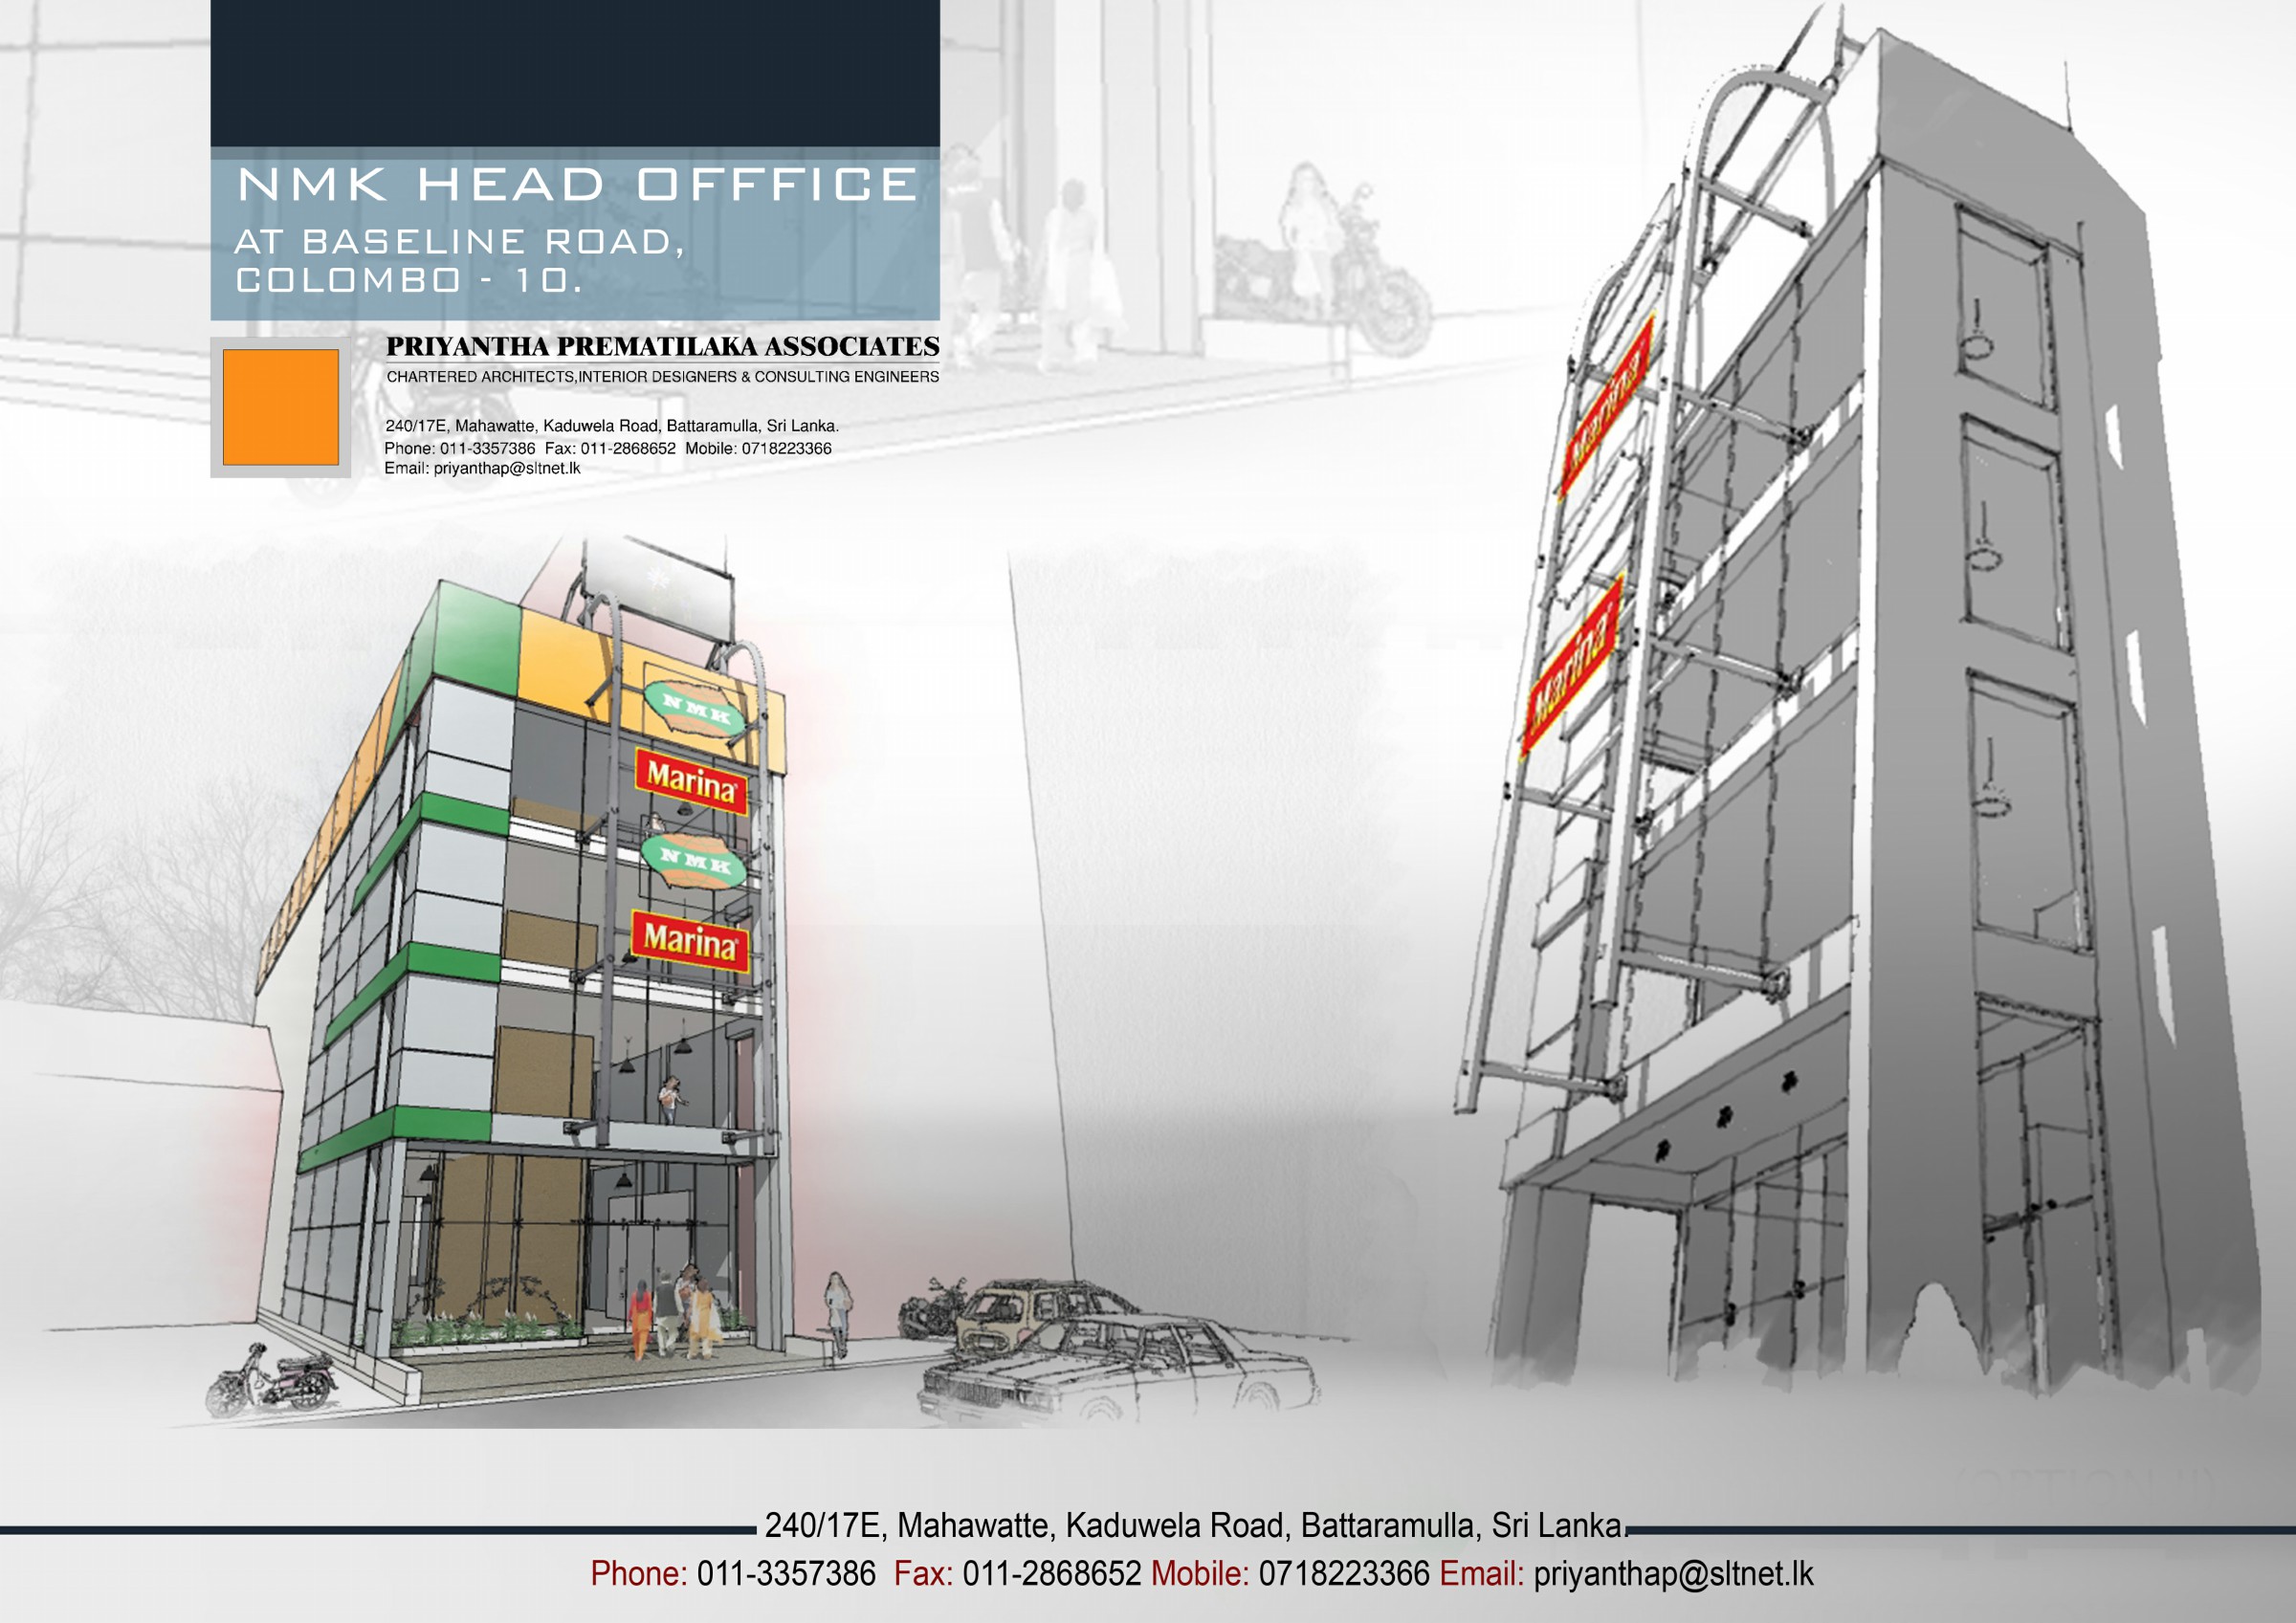 NMK HEAD OFFFICE
AT BASELINE ROAD,
COLOMBO - 10.
PRIYANTHA PREMATILAKA ASSOCIATES
CHARTERED ARCHITECTS,INTERIOR DESIGNERS & CONSULTING ENGINEERS
240/17E, Mahawatte, Kaduwela Road, Battaramulla, Sri Lanka.
Phone: 011-3357386 Fax: 011-2868652 Mobile: 0718223366
Email: priyanthap@sltnet.lk
NMK
Marina
NMK
Marina
Marina
Marina
(OPTION II)
240/17E, Mahawatte, Kaduwela Road, Battaramulla, Sri Lanka.
Phone: 011-3357386 Fax: 011-2868652 Mobile: 0718223366 Email: priyanthap@sltnet.lk